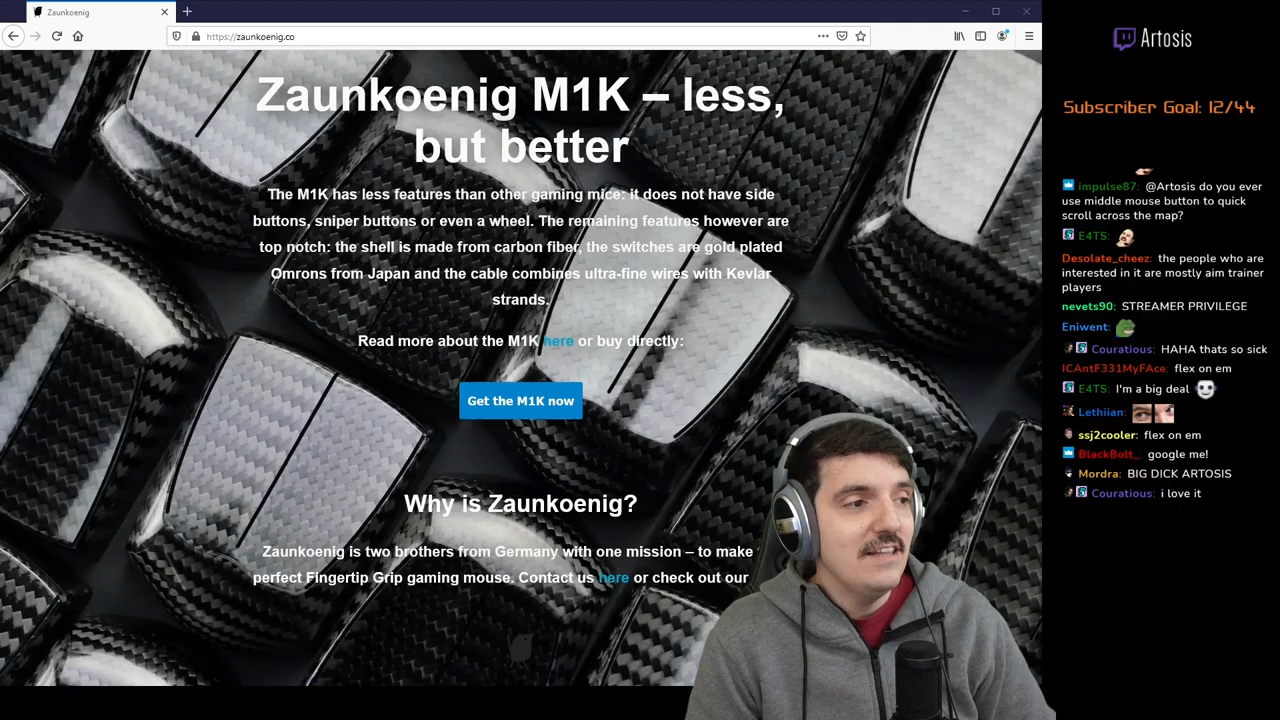 Zaunkoenig
https://zaunkoenig.co
Zaunkoenig M1K – less,
but better
The M1K has less features than other gaming mice: it does not have side
buttons, sniper buttons or even a wheel. The remaining features however are
top notch: the shell is made from carbon fiber, the switches are gold plated
Omrons from Japan and the cable combines ultra-fine wires with Kevlar
strands.
Read more about the M1K here or buy directly:
Get the M1K now
Why is Zaunkoenig?
Zaunkoenig is two brothers from Germany with one mission – to make
perfect Fingertip Grip gaming mouse. Contact us here or check out our
Artosis
Subscriber Goal: 12/44
impulse87: @Artosis do you ever
use middle mouse button to quick
scroll across the map?
E4TS:
Desolate_cheez: the people who are
interested in it are mostly aim trainer
players
nevets90: STREAMER PRIVILEGE
Eniwent:
Couratious: HAHA thats so sick
ICAntF331MyFAce: flex on em
E4TS: I'm a big deal
Lethiian:
ssj2cooler: flex on em
BlackBolt_: google me!
Mordra: BIG DICK ARTOSIS
Couratious: i love it